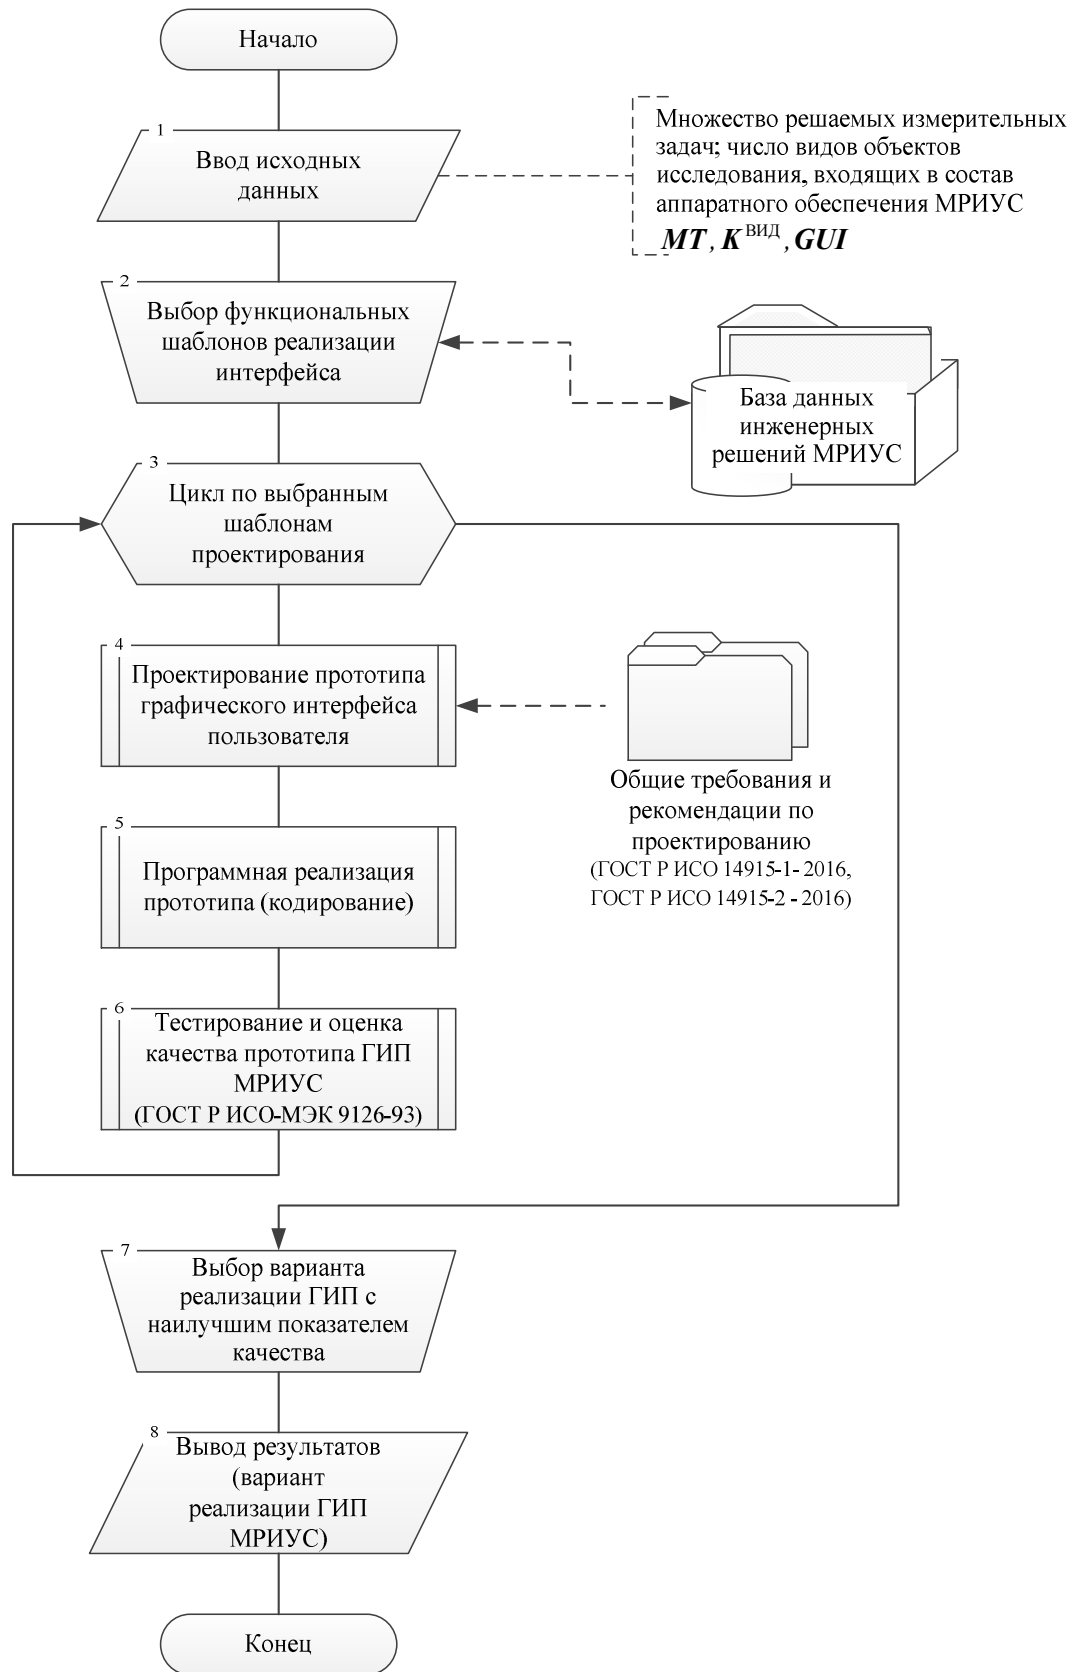 Начало
1
Ввод исходных
данных
Множество решаемых измерительных
задач; число видов объектов
исследования, входящих в состав
аппаратного обеспечения МРИУС
MT, K ВИД, GUI
2
Выбор функциональных
шаблонов реализации
интерфейса
База данных
инженерных
решений МРИУС
3
Цикл по выбранным
шаблонам
проектирования
4
Проектирование прототипа
графического интерфейса
пользователя
Общие требования и
рекомендации по
проектированию
(ГОСТ Р ИСО 14915-1- 2016,
ГОСТ Р ИСО 14915-2 - 2016)
5
Программная реализация
прототипа (кодирование)
6
Тестирование и оценка
качества прототипа ГИП
МРИУС
(ГОСТ Р ИСО-МЭК 9126-93)
7
Выбор варианта
реализации ГИП с
наилучшим показателем
качества
8
Вывод результатов
(вариант
реализации ГИП
МРИУС)
Конец